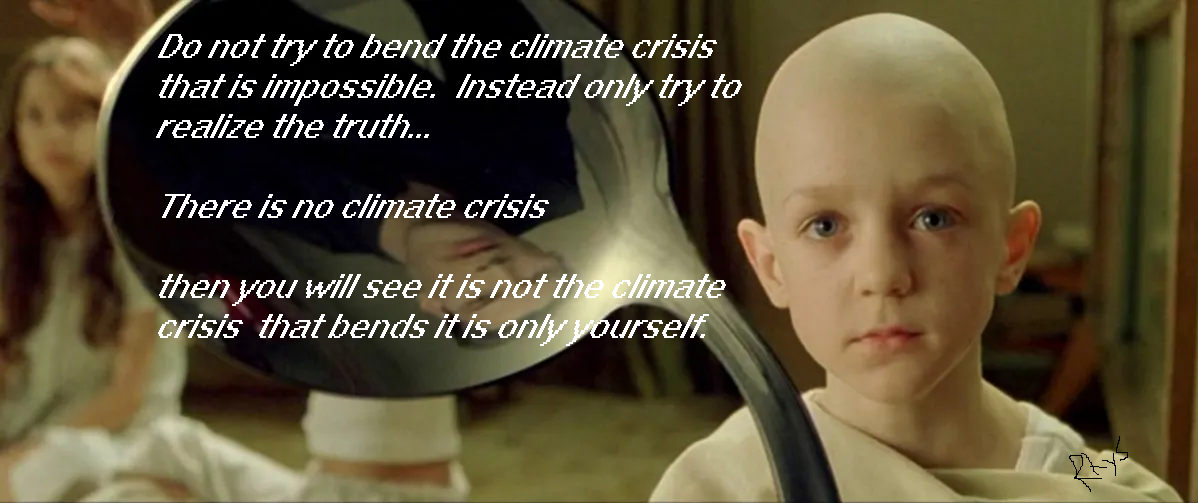 Do not try to bend the climate crisis
that is impossible.  Instead only try to
realize the truth...
There is no climate crisis
then you will see it is not the climate
crisis  that bends it is only yourself.